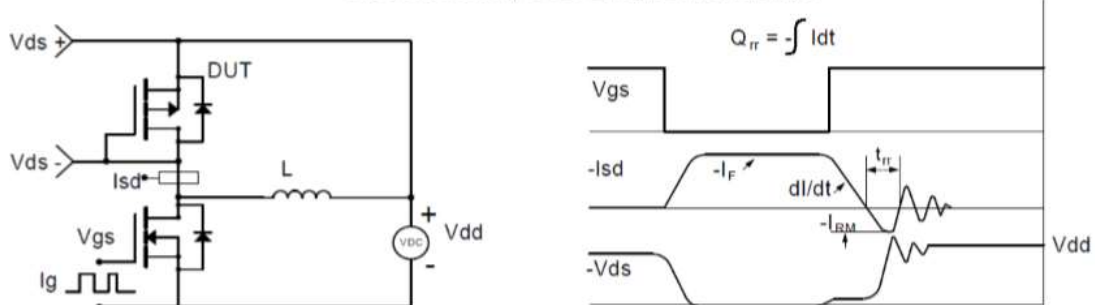 Vds +
DUT
Vds -
Isd
L
+
Vdd
VDC
-
Vgs
Ig
Qrr = -∫ Idt
Vgs
-Isd
-IF
dI/dt
trr
-IRM
Vdd
-Vds